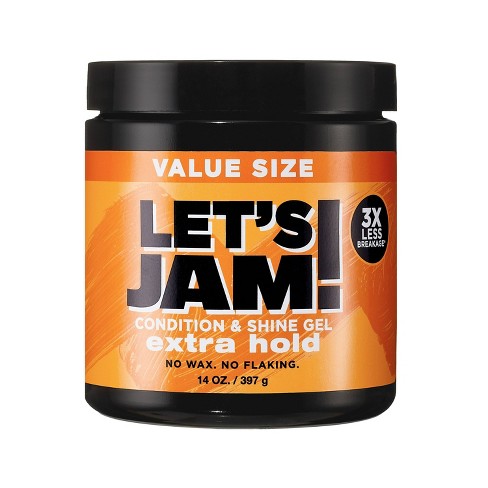 VALUE SIZE
LET'S
JAM!
3X
LESS
BREAKAGE*
CONDITION & SHINE GEL
extra hold
NO WAX. NO FLAKING.
14 OZ. / 397 g